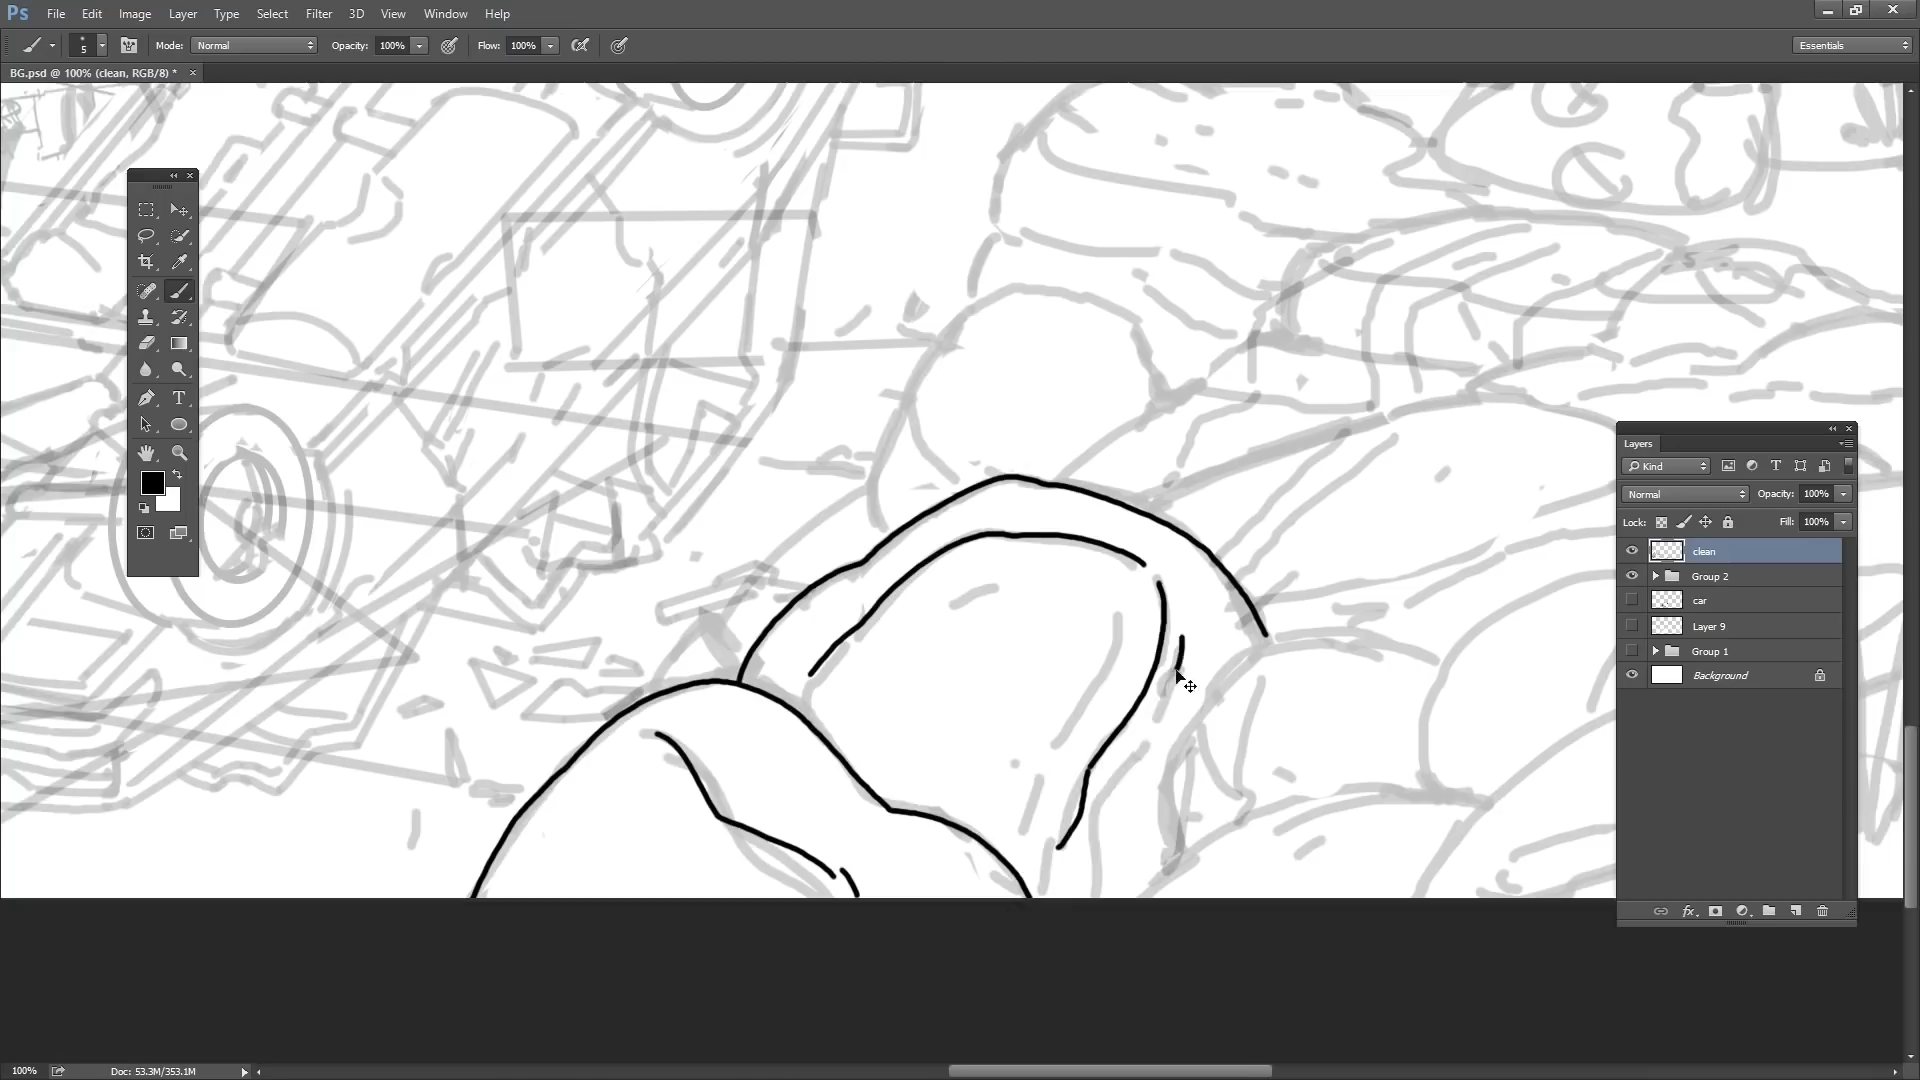 Ps File Edit Image Layer Type Select Filter 3D View Window Help
5 Mode: Normal Opacity: 100% Flow: 100% Essentials
BG.psd @ 100% (clean, RGB/8) * ×
Layers
Kind
Normal Opacity: 100%
Lock: Fill: 100%
clean
Group 2
car
Layer 9
Group 1
Background
fx
100% Doc: 53.3M/353.1M